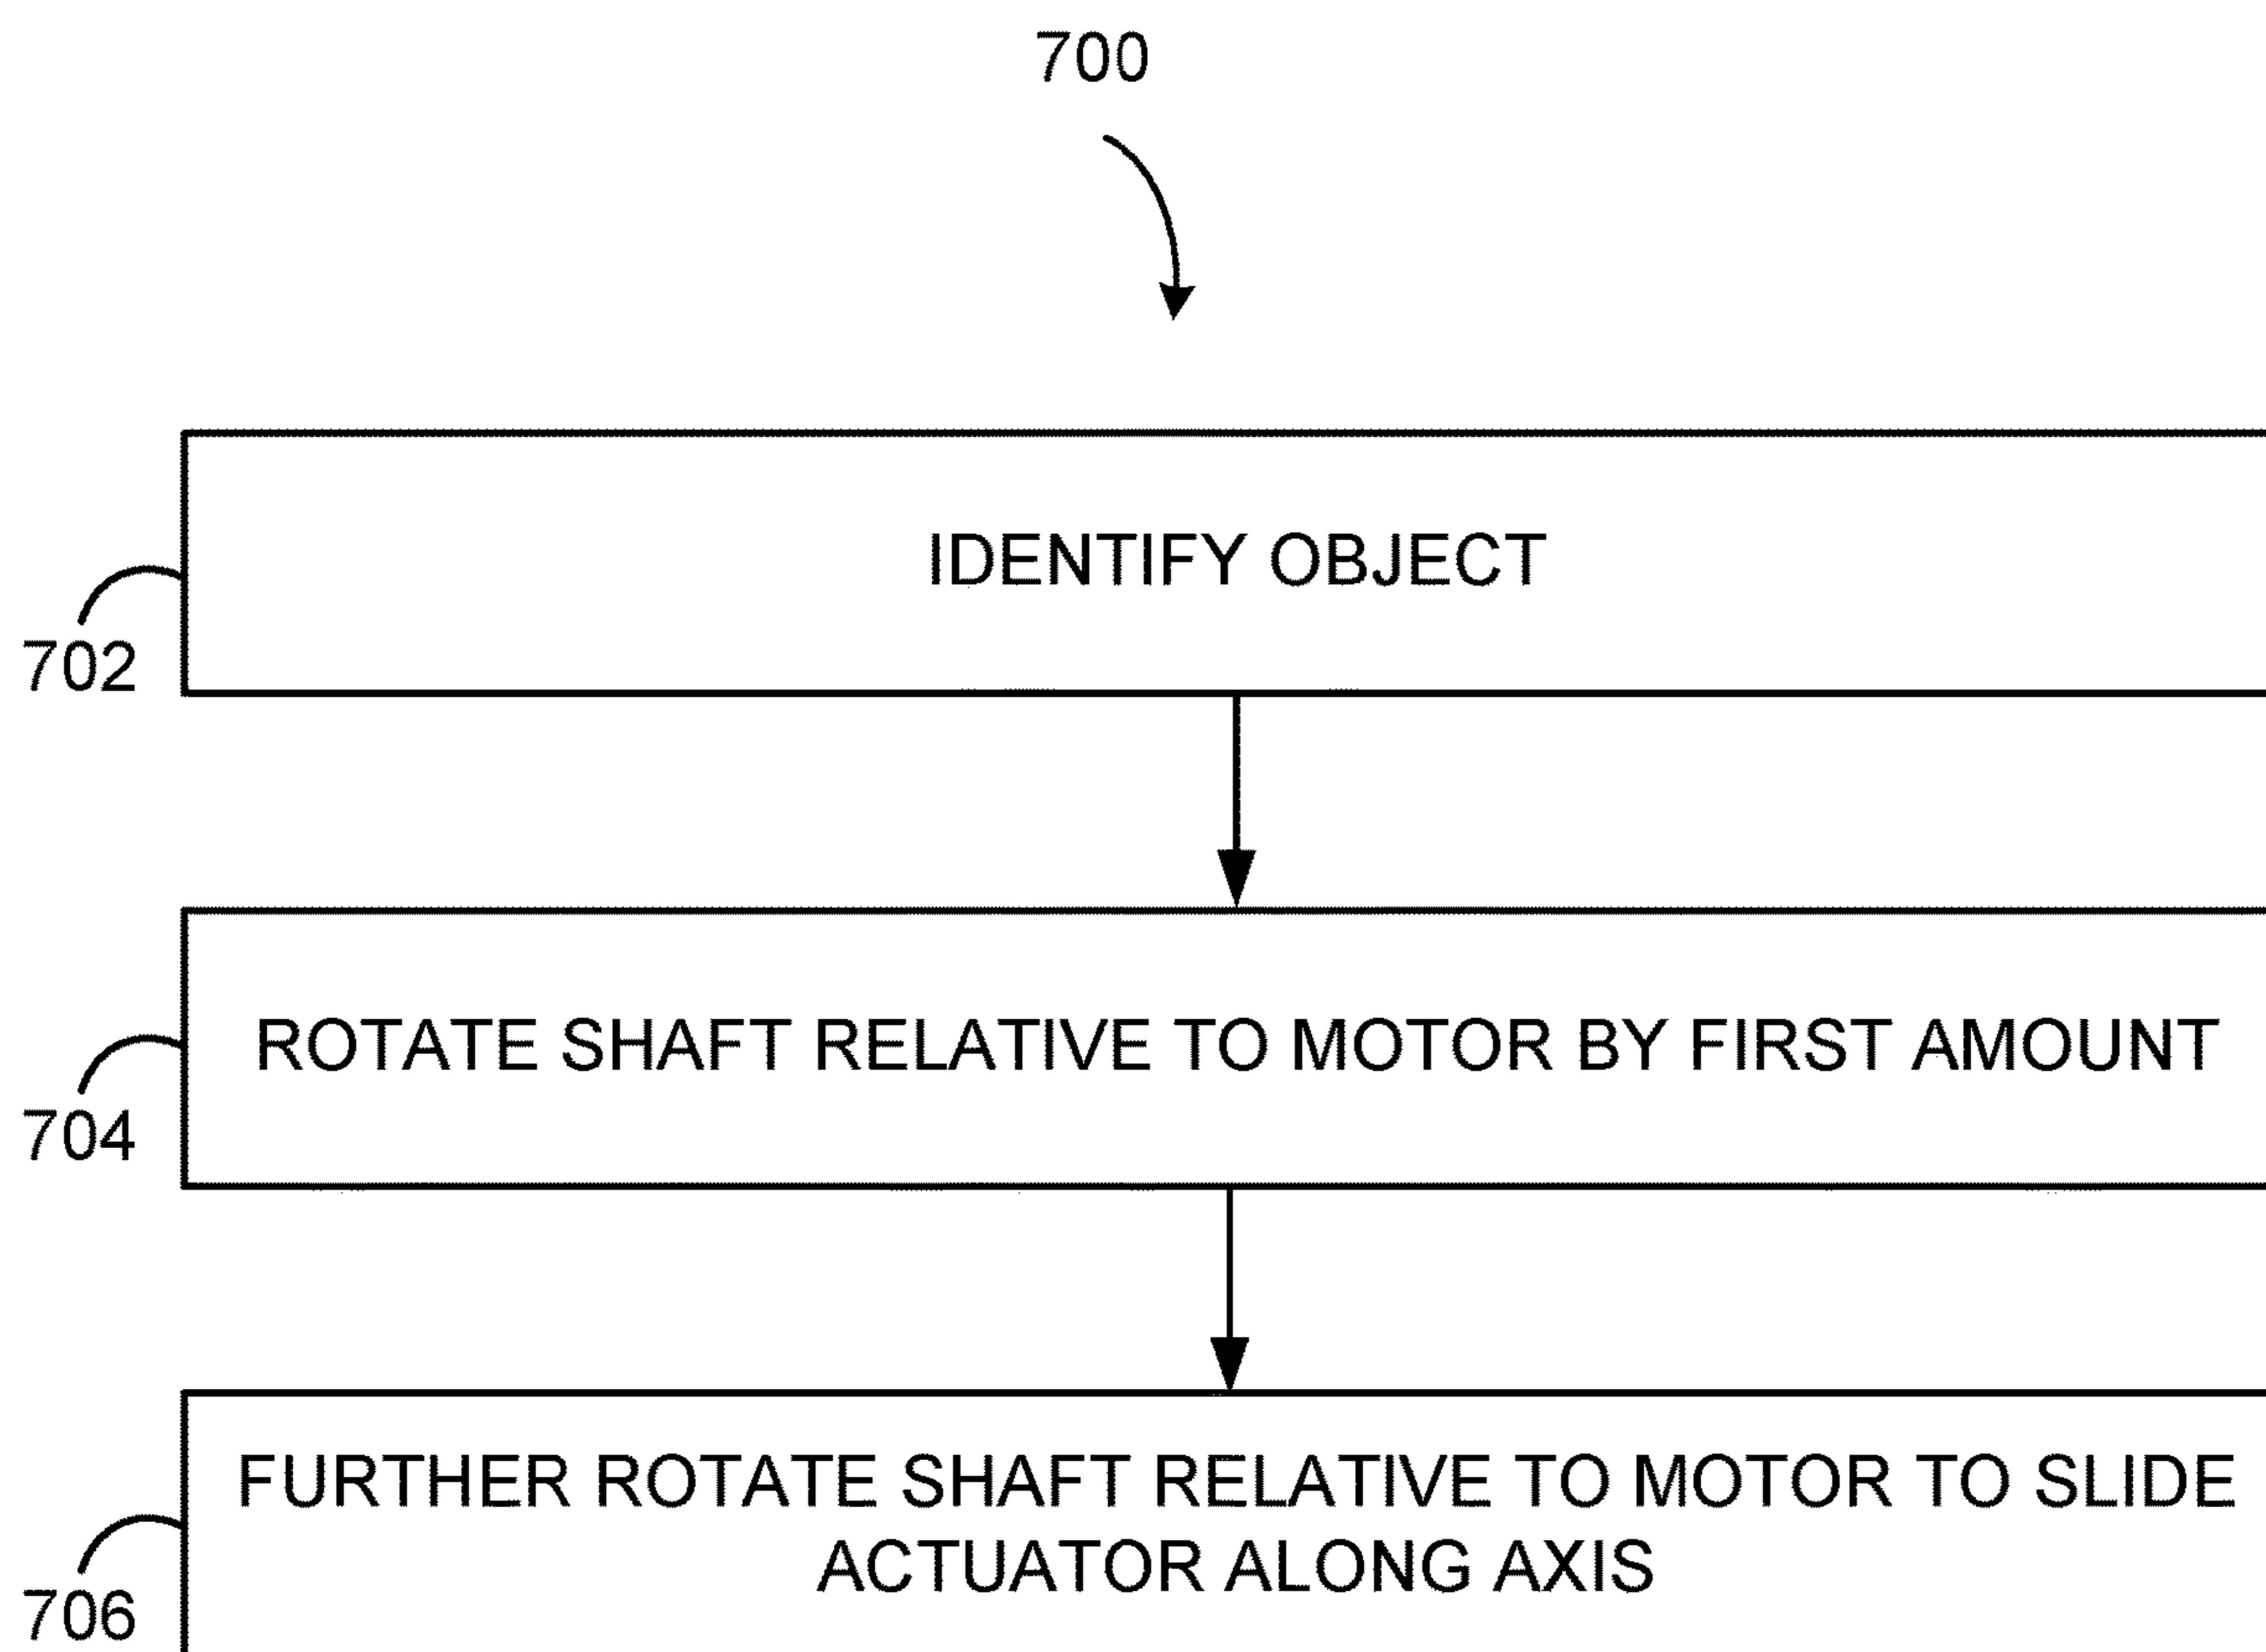 700
IDENTIFY OBJECT
702
ROTATE SHAFT RELATIVE TO MOTOR BY FIRST AMOUNT
704
FURTHER ROTATE SHAFT RELATIVE TO MOTOR TO SLIDE
ACTUATOR ALONG AXIS
706